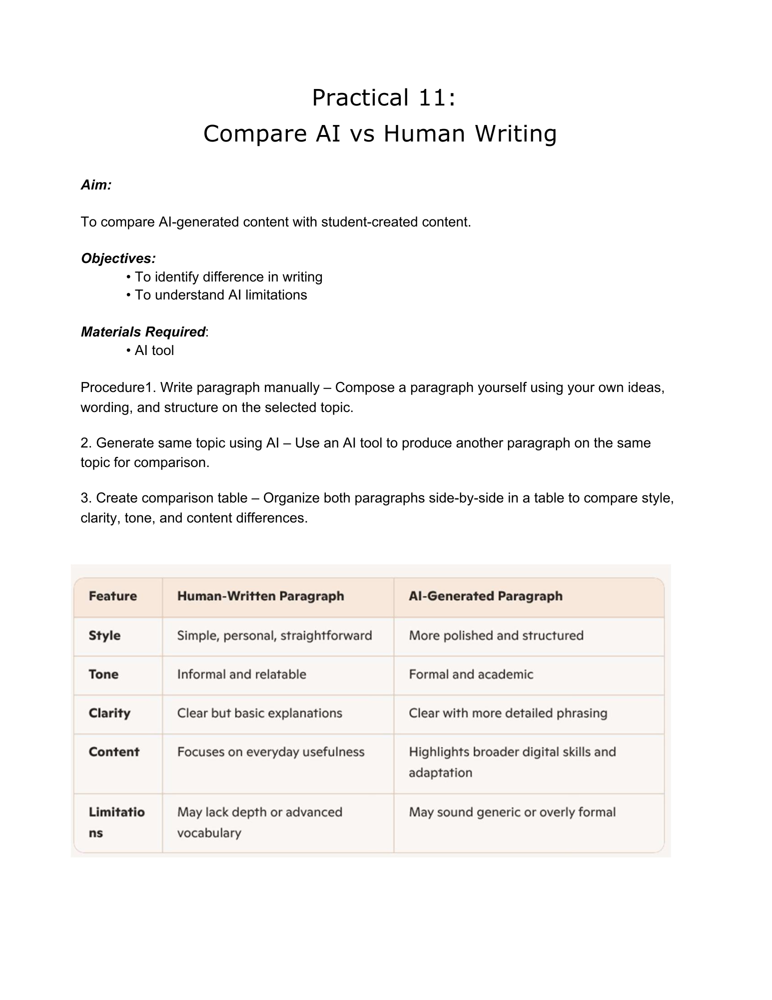 Practical 11:
Compare AI vs Human Writing
Aim:
To compare AI-generated content with student-created content.
Objectives:
• To identify difference in writing
• To understand AI limitations
Materials Required:
• AI tool
Procedure1. Write paragraph manually – Compose a paragraph yourself using your own ideas,
wording, and structure on the selected topic.
2. Generate same topic using AI – Use an AI tool to produce another paragraph on the same
topic for comparison.
3. Create comparison table – Organize both paragraphs side-by-side in a table to compare style,
clarity, tone, and content differences.
Feature Human-Written Paragraph AI-Generated Paragraph
Style Simple, personal, straightforward More polished and structured
Tone Informal and relatable Formal and academic
Clarity Clear but basic explanations Clear with more detailed phrasing
Content Focuses on everyday usefulness Highlights broader digital skills and
adaptation
Limitatio May lack depth or advanced May sound generic or overly formal
ns vocabulary